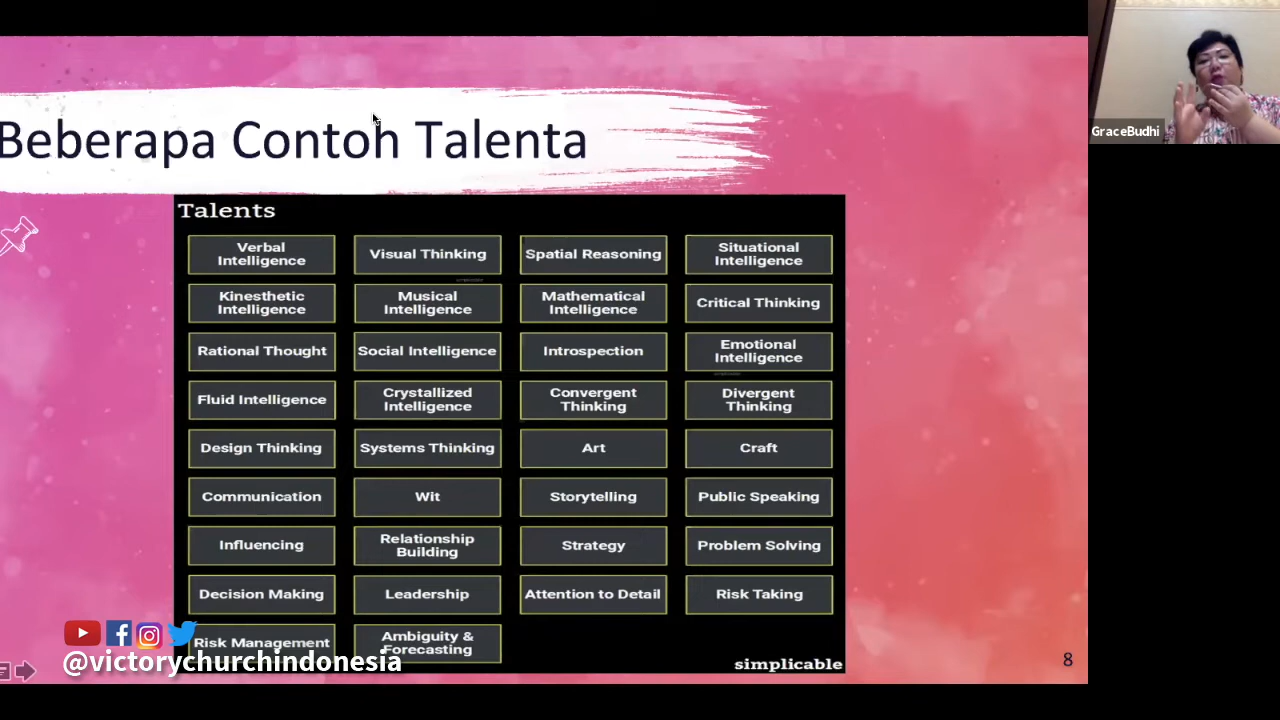 Beberapa Contoh Talenta
GraceBudhi
Talents
Verbal
Intelligence
Visual Thinking
Spatial Reasoning
Situational
Intelligence
Kinesthetic
Intelligence
Musical
Intelligence
Mathematical
Intelligence
Critical Thinking
Rational Thought
Social Intelligence
Introspection
Emotional
Intelligence
Fluid Intelligence
Crystallized
Intelligence
Convergent
Thinking
Divergent
Thinking
Design Thinking
Systems Thinking
Art
Craft
Communication
Wit
Storytelling
Public Speaking
Influencing
Relationship
Building
Strategy
Problem Solving
Decision Making
Leadership
Attention to Detail
Risk Taking
Risk Management
Ambiguity &
Forecasting
@victorychurchindonesia
simplicable
8